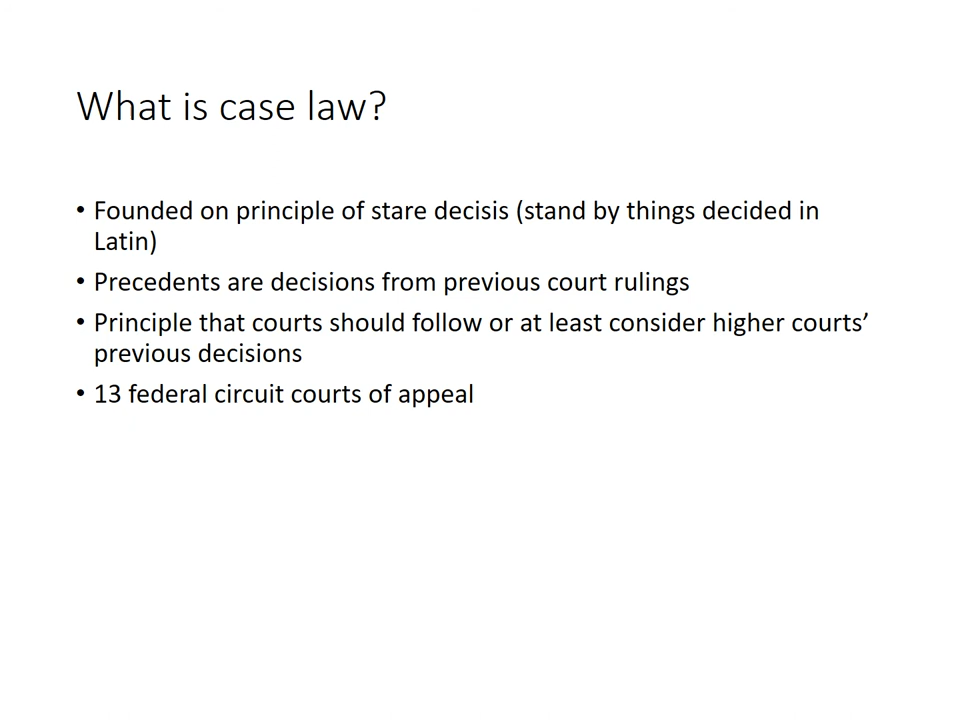 What is case law?
• Founded on principle of stare decisis (stand by things decided in
Latin)
• Precedents are decisions from previous court rulings
• Principle that courts should follow or at least consider higher courts’
previous decisions
• 13 federal circuit courts of appeal